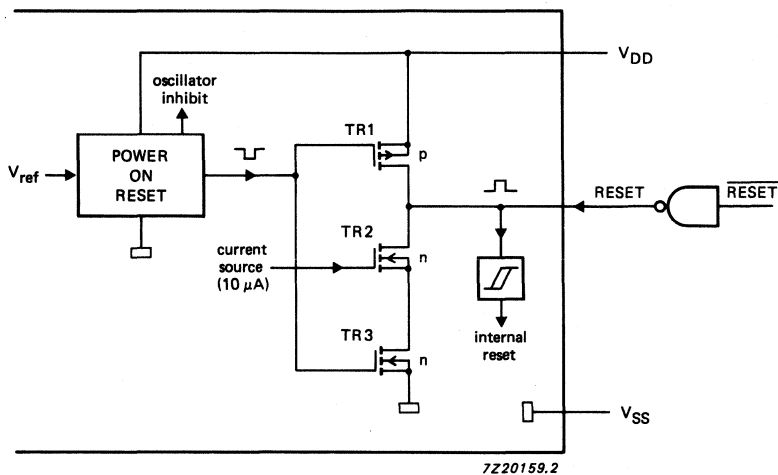 V_DD
oscillator
inhibit
TR1
POWER
ON
RESET
V_ref
p
RESET
R̅E̅S̅E̅T̅
TR2
current
source
(10 μA)
n
TR3
n
internal
reset
V_SS
7Z20159.2